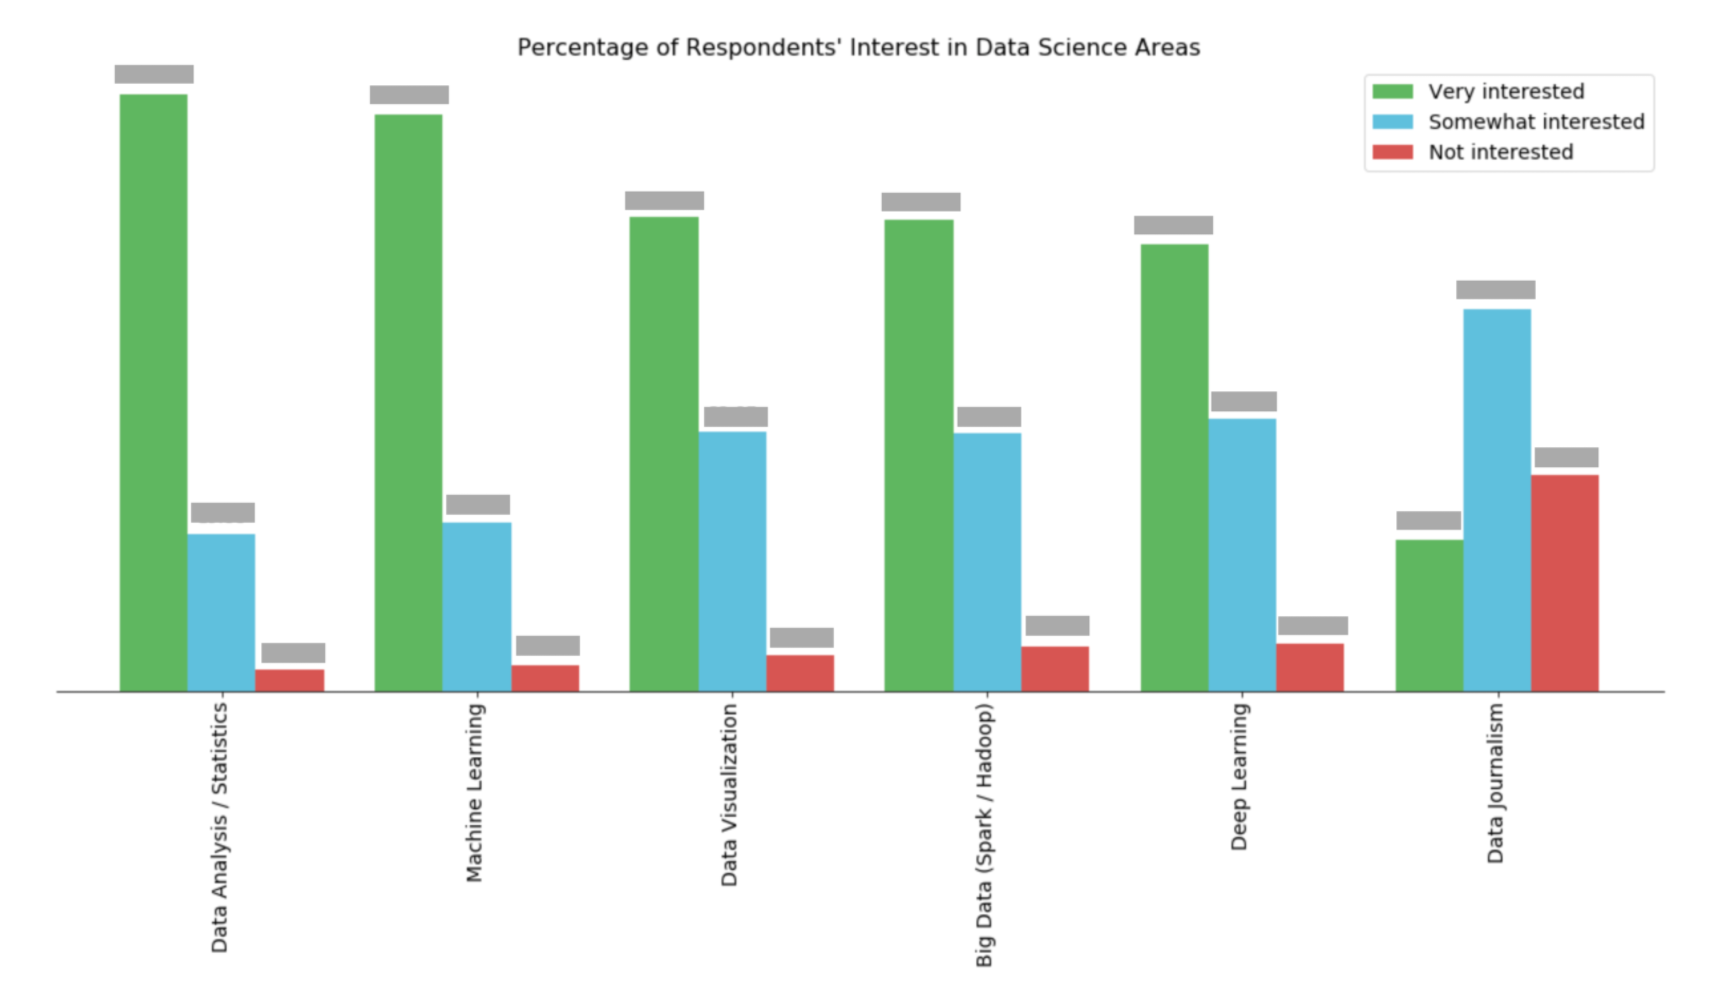 Percentage of Respondents' Interest in Data Science Areas
Very interested
Somewhat interested
Not interested
Data Analysis / Statistics
Machine Learning
Data Visualization
Big Data (Spark / Hadoop)
Deep Learning
Data Journalism